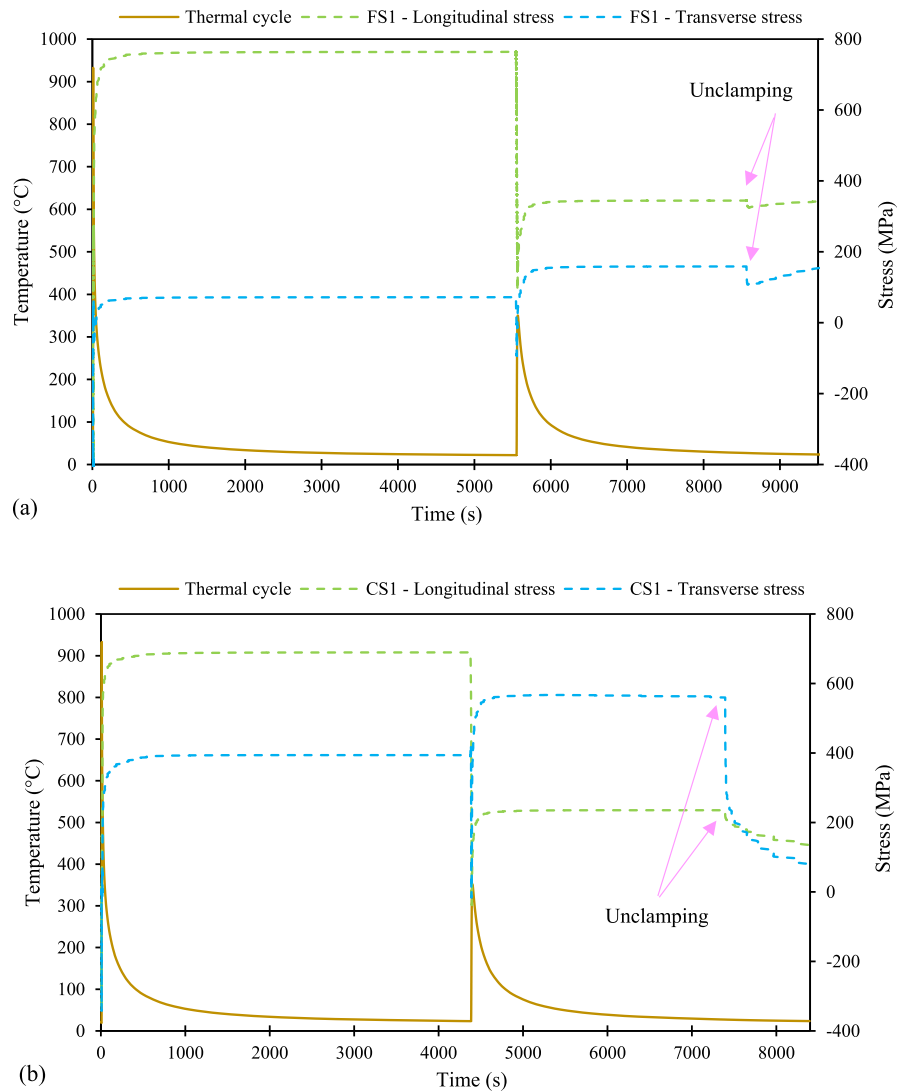 Thermal cycle FS1 - Longitudinal stress FS1 - Transverse stress
1000 800
900
800 600
700
600 400
500 200
400
300 0
200 -200
100
0 -400
Temperature (°C)
Stress (MPa)
Unclamping
0 1000 2000 3000 4000 5000 6000 7000 8000 9000
Time (s)
(a)
Thermal cycle CS1 - Longitudinal stress CS1 - Transverse stress
1000 800
900
800 600
700
600 400
500 200
400
300 0
200 -200
100
0 -400
Temperature (°C)
Stress (MPa)
Unclamping
0 1000 2000 3000 4000 5000 6000 7000 8000
Time (s)
(b)